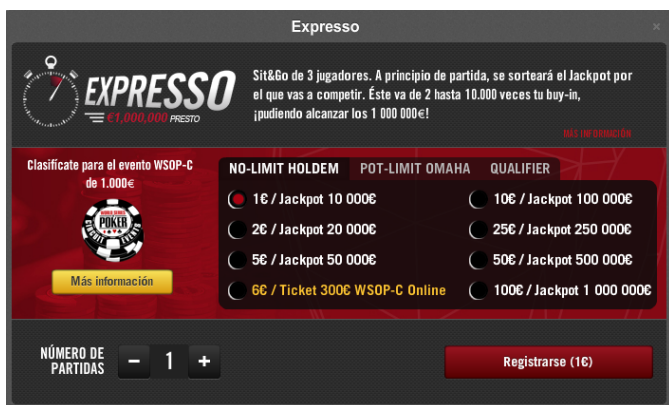 Expresso
EXPRESSO
€1,000,000 PRESTO
Sit&Go de 3 jugadores. A principio de partida, se sorteará el Jackpot por
el que vas a competir. Éste va de 2 hasta 10.000 veces tu buy-in,
¡pudiendo alcanzar los 1 000 000€!
MÁS INFORMACIÓN
Clasifícate para el evento WSOP-C
de 1.000€
WORLD SERIES
POKER
CIRCUIT EVENTS
Más información
NO-LIMIT HOLDEM POT-LIMIT OMAHA QUALIFIER
1€ / Jackpot 10 000€
2€ / Jackpot 20 000€
5€ / Jackpot 50 000€
6€ / Ticket 300€ WSOP-C Online
10€ / Jackpot 100 000€
25€ / Jackpot 250 000€
50€ / Jackpot 500 000€
100€ / Jackpot 1 000 000€
NÚMERO DE
PARTIDAS
− 1 +
Registrarse (1€)